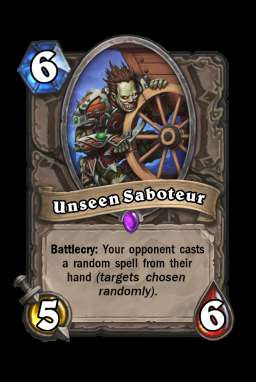 6
Unseen Saboteur
Battlecry: Your opponent casts
a random spell from their
hand (targets chosen
randomly).
5
6